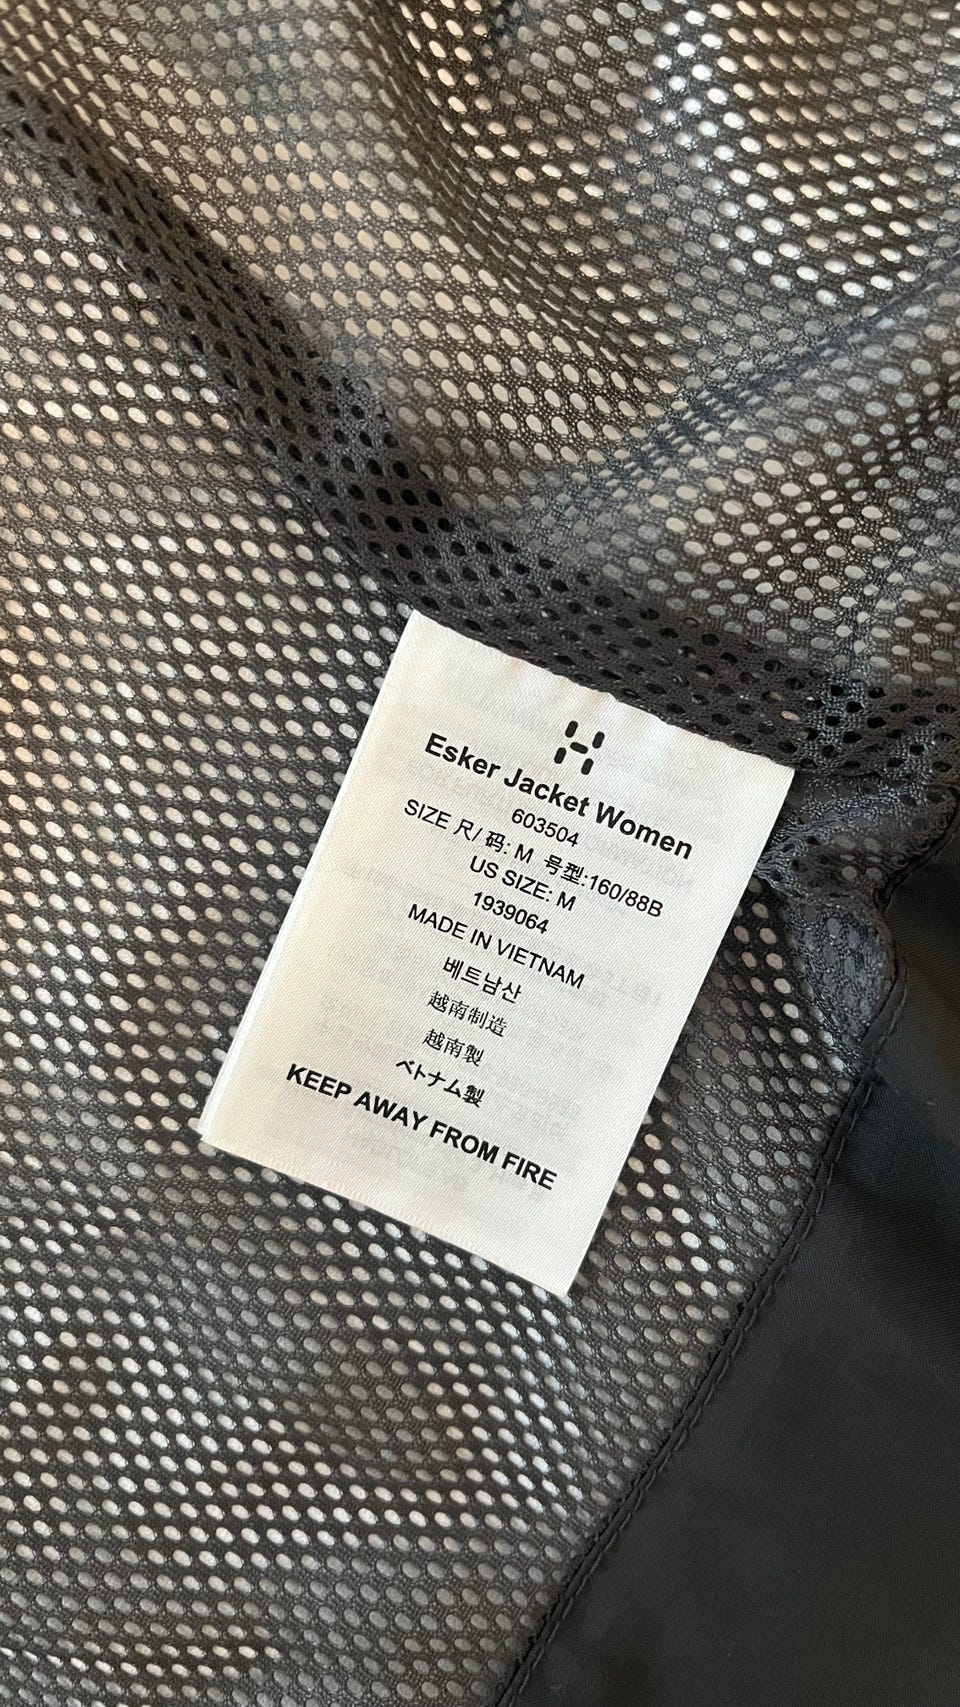 Esker Jacket Women
603504
SIZE 尺/ 码: M 号型:160/88B
US SIZE: M
1939064
MADE IN VIETNAM
베트남산
越南制造
越南製
ベトナム製
KEEP AWAY FROM FIRE